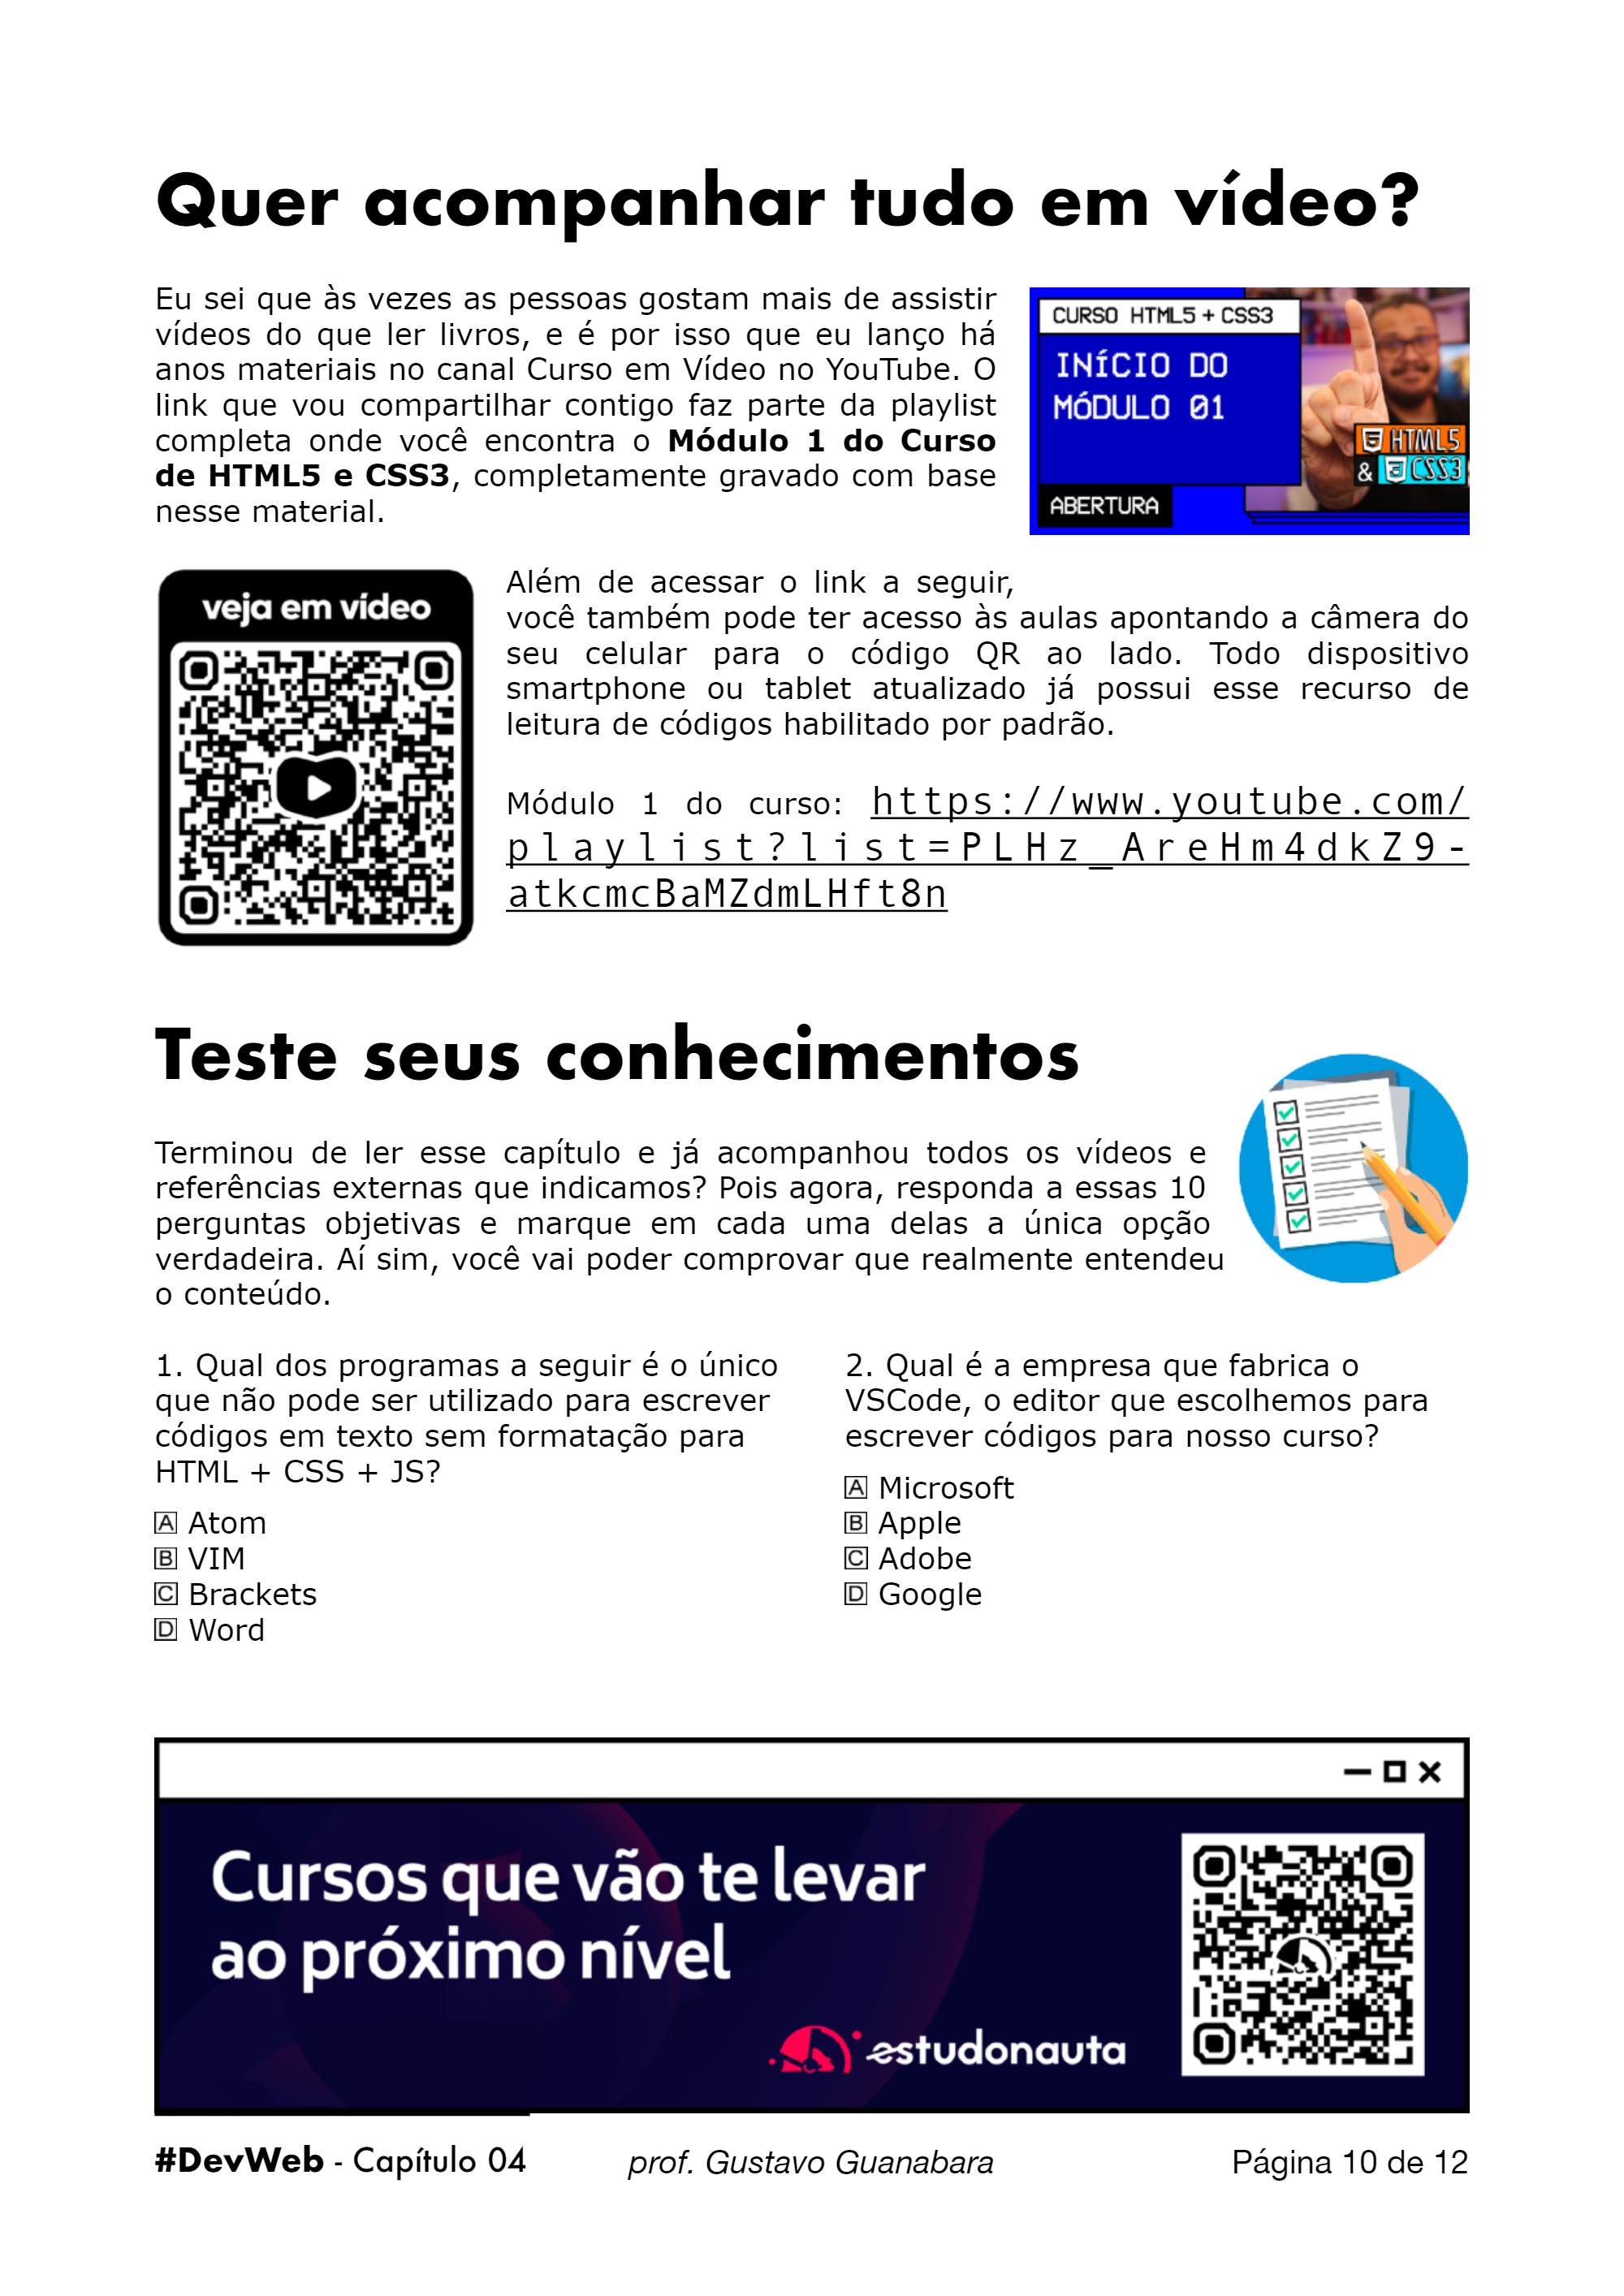 Quer acompanhar tudo em vídeo?
Eu sei que às vezes as pessoas gostam mais de assistir
vídeos do que ler livros, e é por isso que eu lanço há
anos materiais no canal Curso em Vídeo no YouTube. O
link que vou compartilhar contigo faz parte da playlist
completa onde você encontra o Módulo 1 do Curso
de HTML5 e CSS3, completamente gravado com base
nesse material.
CURSO HTML5 + CSS3
INÍCIO DO
MÓDULO 01
HTML5
& CSS3
ABERTURA
veja em vídeo
Além de acessar o link a seguir,
você também pode ter acesso às aulas apontando a câmera do
seu celular para o código QR ao lado. Todo dispositivo
smartphone ou tablet atualizado já possui esse recurso de
leitura de códigos habilitado por padrão.
Módulo 1 do curso: https://www.youtube.com/
playlist?list=PLHz_AreHm4dkZ9-
atkcmcBaMZdmLHft8n
Teste seus conhecimentos
Terminou de ler esse capítulo e já acompanhou todos os vídeos e
referências externas que indicamos? Pois agora, responda a essas 10
perguntas objetivas e marque em cada uma delas a única opção
verdadeira. Aí sim, você vai poder comprovar que realmente entendeu
o conteúdo.
1. Qual dos programas a seguir é o único
que não pode ser utilizado para escrever
códigos em texto sem formatação para
HTML + CSS + JS?
A Atom
B VIM
C Brackets
D Word
2. Qual é a empresa que fabrica o
VSCode, o editor que escolhemos para
escrever códigos para nosso curso?
A Microsoft
B Apple
C Adobe
D Google
Cursos que vão te levar
ao próximo nível
estudonauta
#DevWeb - Capítulo 04
prof. Gustavo Guanabara
Página 10 de 12